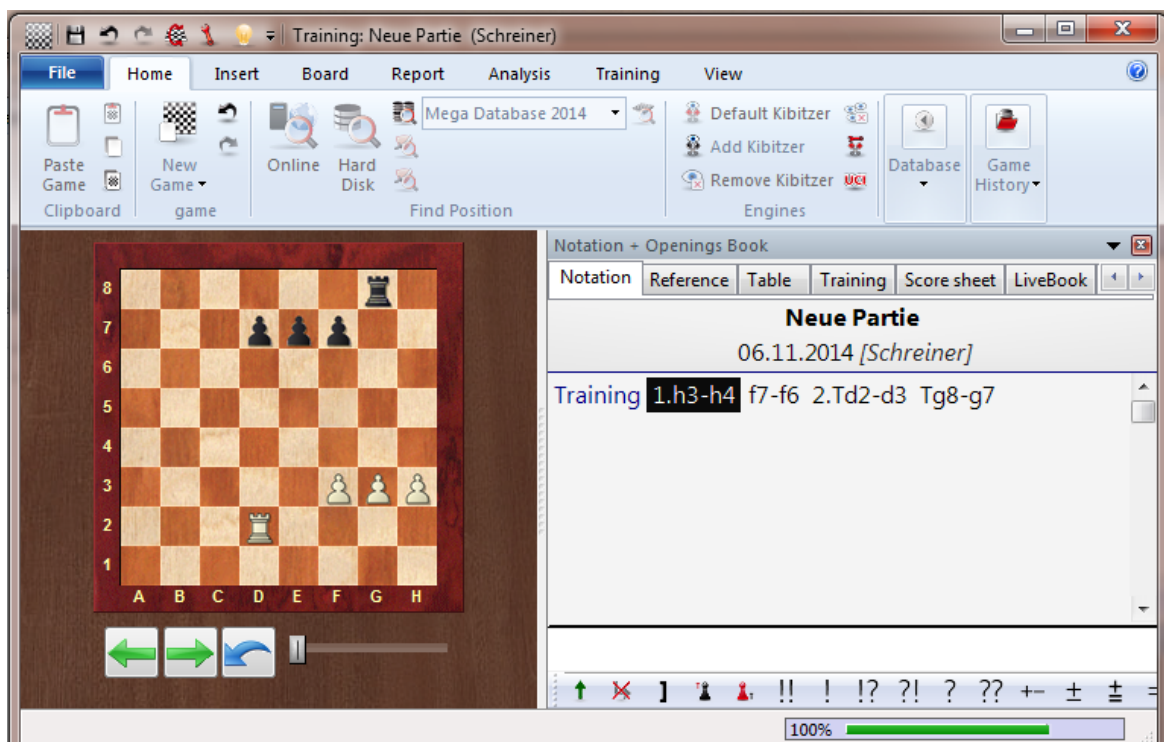 Training: Neue Partie (Schreiner)
File Home Insert Board Report Analysis Training View
Paste Game
Clipboard
New Game
game
Online
Hard Disk
Mega Database 2014
Find Position
Default Kibitzer
Add Kibitzer
Remove Kibitzer
UCI
Engines
Database
Game History
8
7
6
5
4
3
2
1
A B C D E F G H
Notation + Openings Book
Notation Reference Table Training Score sheet LiveBook
Neue Partie
06.11.2014 [Schreiner]
Training 1.h3-h4 f7-f6 2.Td2-d3 Tg8-g7
] !! ! !? ?! ? ?? +− ± ⩲ =
100%